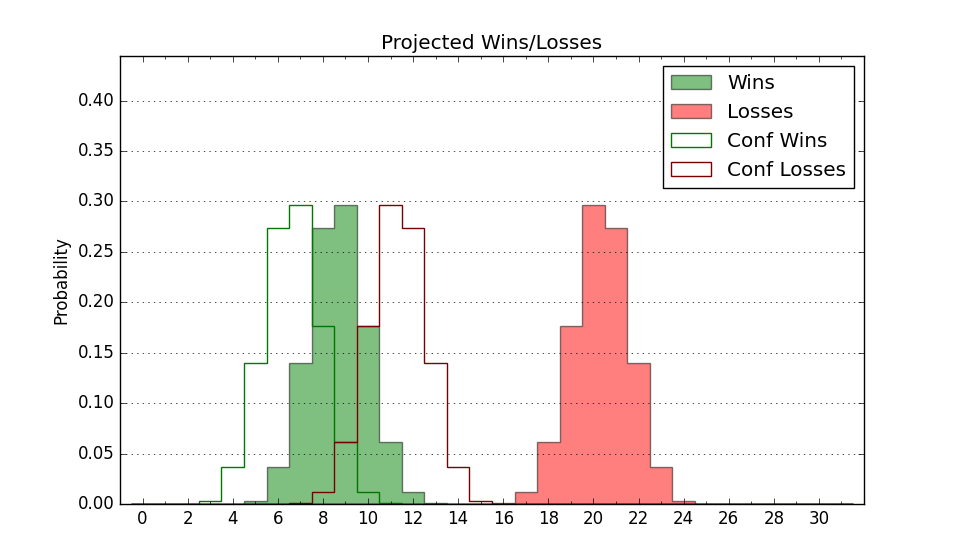 Projected Wins/Losses
Wins
Losses
Conf Wins
Conf Losses
Probability
0.40
0.35
0.30
0.25
0.20
0.15
0.10
0.05
0.00
0 2 4 6 8 10 12 14 16 18 20 22 24 26 28 30